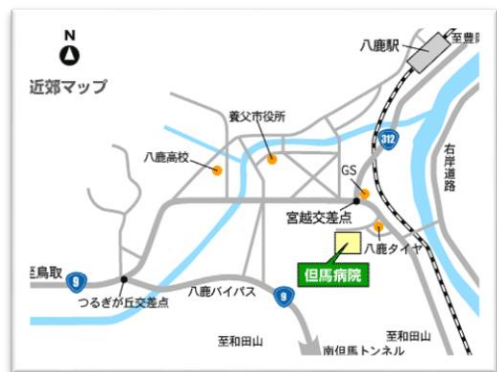 N
近郊マップ
八鹿駅
至豊岡
養父市役所
八鹿高校
312
右岸道路
GS
宮越交差点
八鹿タイヤ
但馬病院
至鳥取
9
つるぎが丘交差点
八鹿バイパス
9
至和田山
南但馬トンネル
至和田山